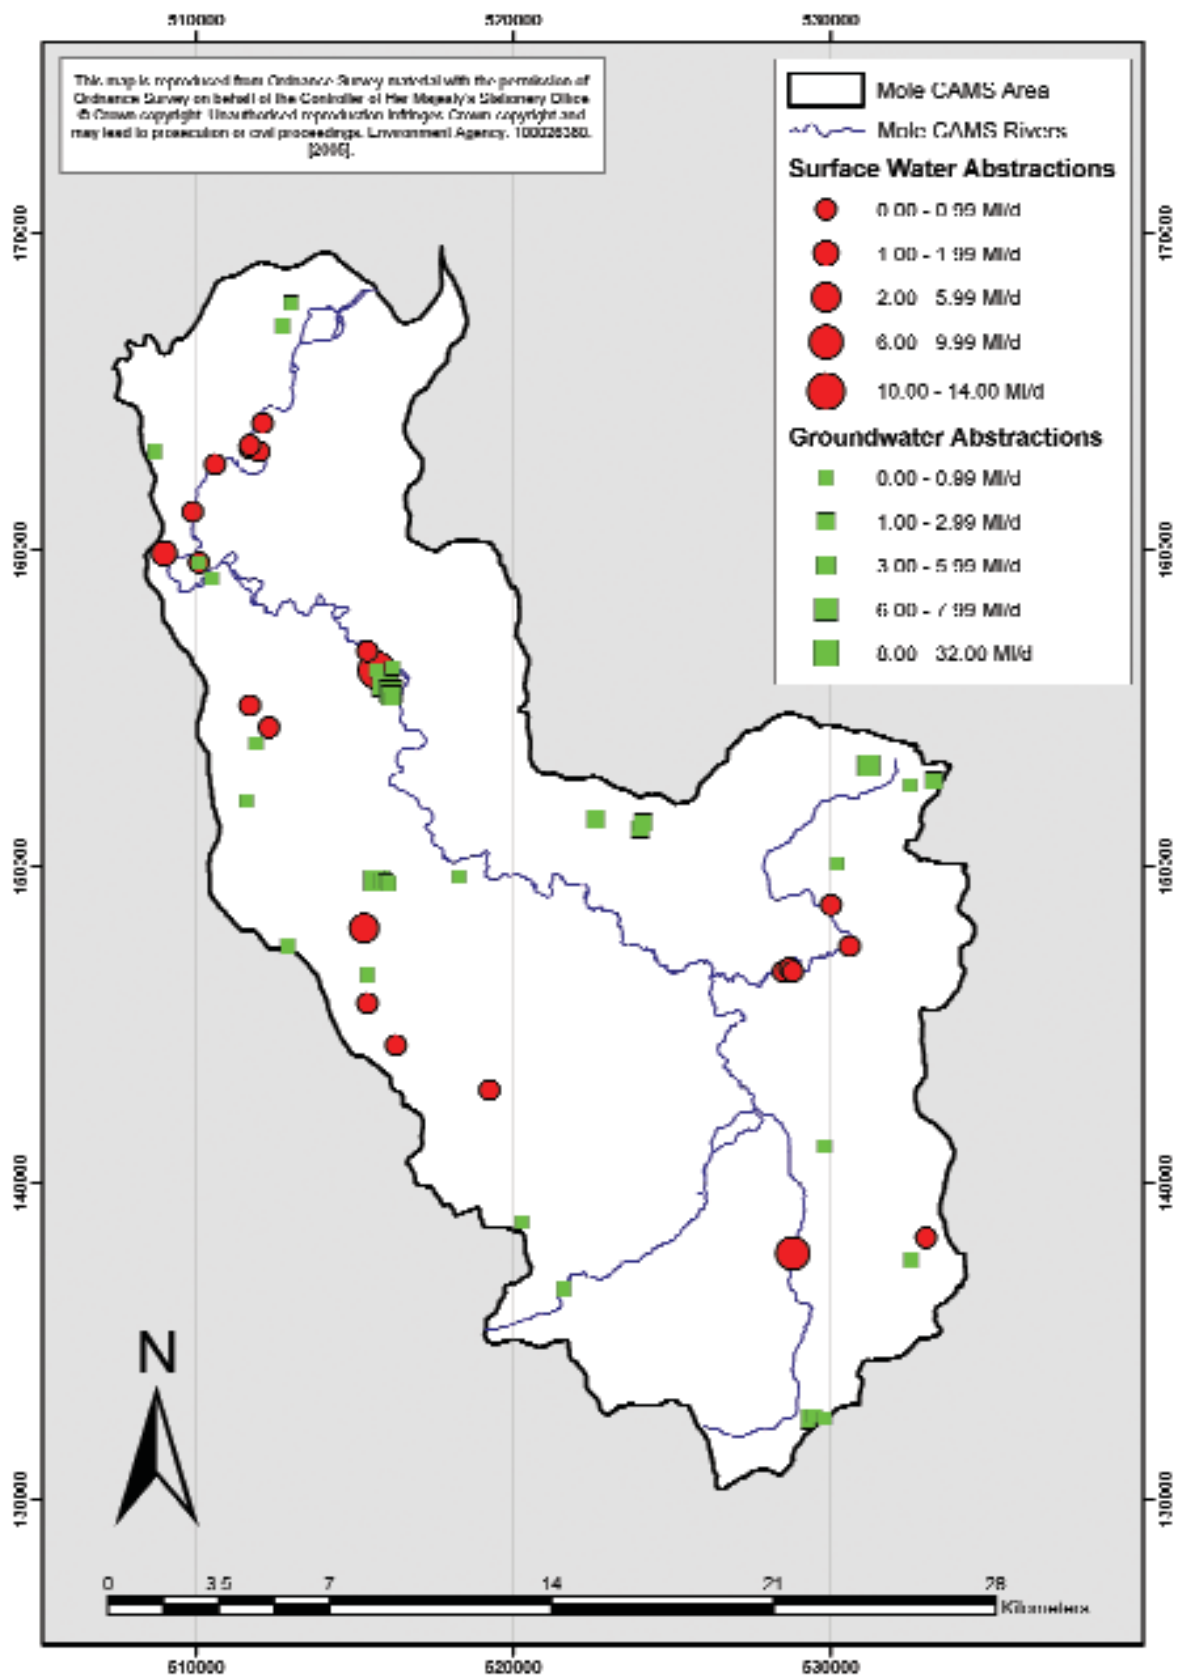 510000 520000 530000
This map is reproduced from Ordnance Survey material with the permission of
Ordnance Survey on behalf of the Controller of Her Majesty's Stationery Office
© Crown copyright. Unauthorised reproduction infringes Crown copyright and
may lead to prosecution or civil proceedings. Environment Agency, 100026380,
[2005].
Mole CAMS Area
Mole CAMS Rivers
Surface Water Abstractions
0.00 - 0.99 Ml/d
1.00 - 1.99 Ml/d
2.00 - 5.99 Ml/d
6.00 - 9.99 Ml/d
10.00 - 14.00 Ml/d
Groundwater Abstractions
0.00 - 0.99 Ml/d
1.00 - 2.99 Ml/d
3.00 - 5.99 Ml/d
6.00 - 7.99 Ml/d
8.00 - 32.00 Ml/d
170000 170000
160000 160000
150000 150000
140000 140000
130000 130000
N
0 3.5 7 14 21 28
Kilometers
510000 520000 530000